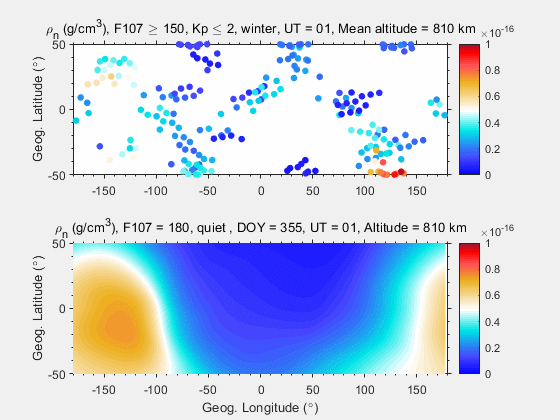 ρn (g/cm3), F107 ≥ 150, Kp ≤ 2, winter, UT = 01, Mean altitude = 810 km
×10-16
50
0
-50
Geog. Latitude (°)
-150 -100 -50 0 50 100 150
1
0.8
0.6
0.4
0.2
0
ρn (g/cm3), F107 = 180, quiet , DOY = 355, UT = 01, Altitude = 810 km
×10-16
50
0
-50
Geog. Latitude (°)
-150 -100 -50 0 50 100 150
Geog. Longitude (°)
1
0.8
0.6
0.4
0.2
0